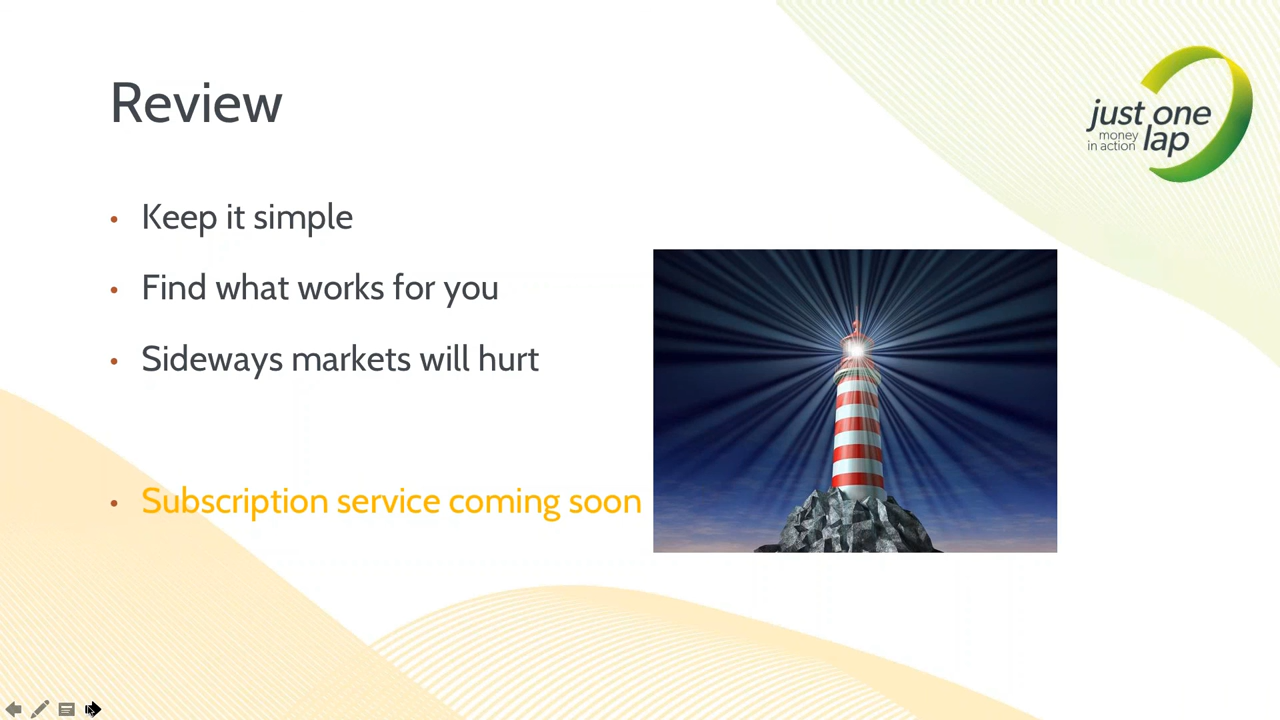 Review
just one
money
in action lap
Keep it simple
Find what works for you
Sideways markets will hurt
Subscription service coming soon